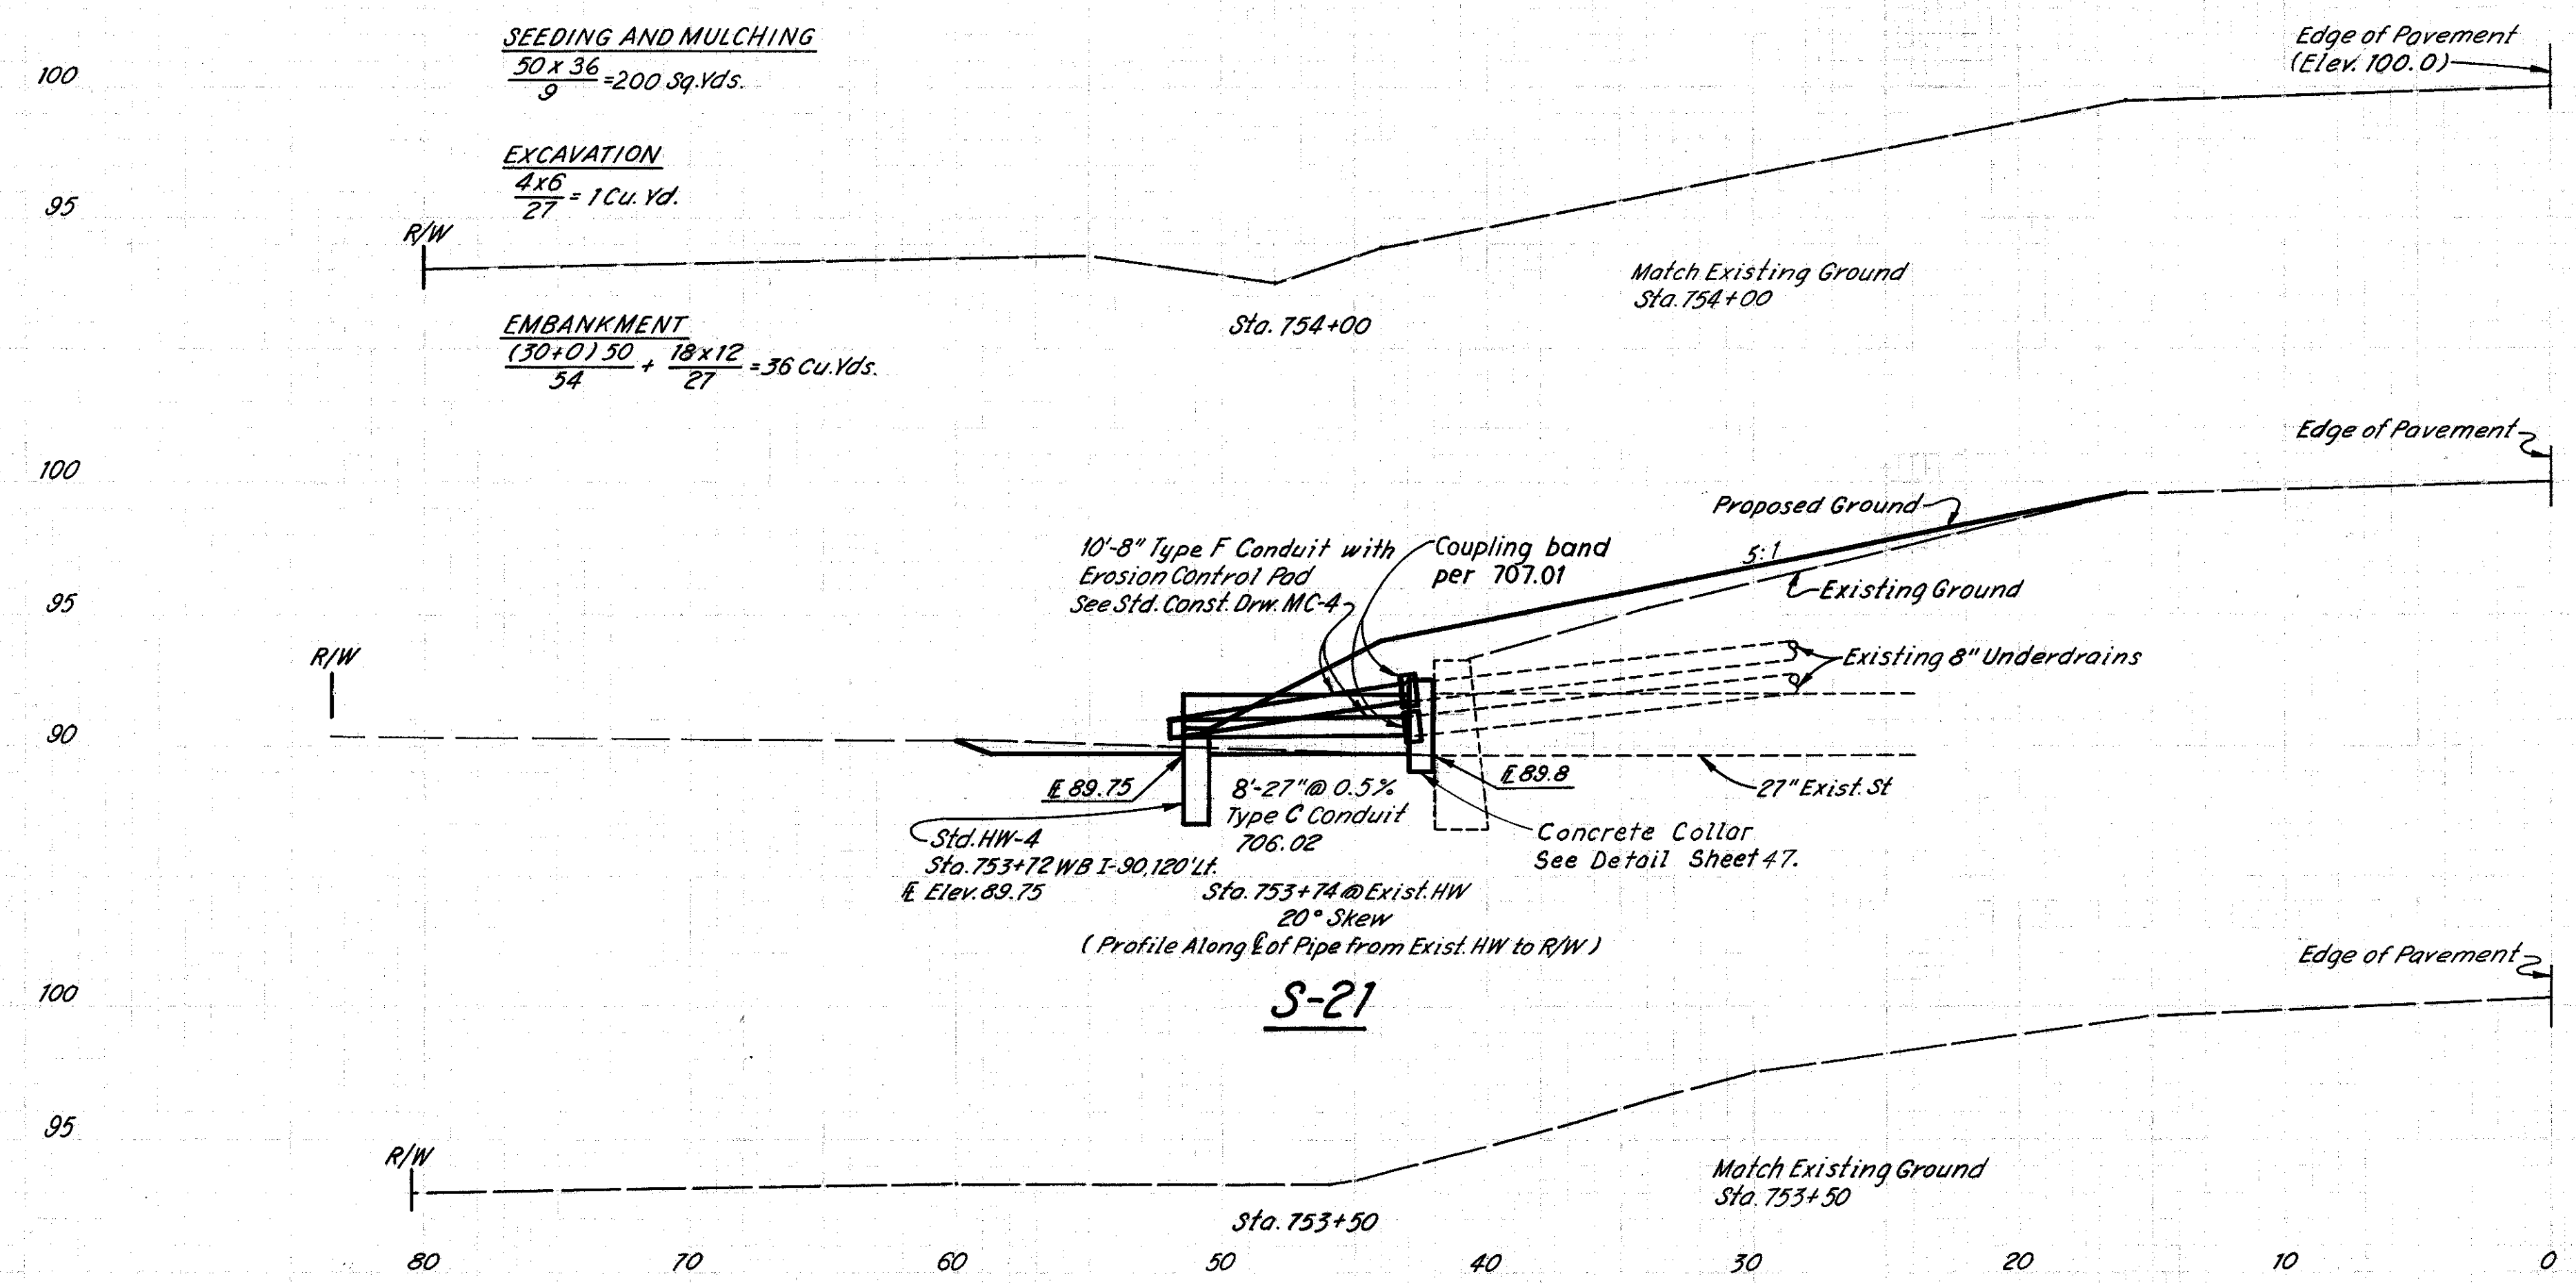 SEEDING AND MULCHING
50 x 36
9
=200 Sq.Yds.
Edge of Pavement
(Elev. 100.0)
100
EXCAVATION
4x6
27
= 1 Cu. Yd.
95
R/W
Match Existing Ground
Sta. 754+00
EMBANKMENT
(30+0) 50
54
+
18 x 12
27
= 36 Cu.Yds.
Sta. 754+00
Edge of Pavement
100
Proposed Ground
10'-8" Type F Conduit with
Erosion Control Pad
See Std. Const. Drw. MC-4
Coupling band
per 707.01
5:1
Existing Ground
95
R/W
Existing 8" Underdrains
90
℄ 89.75
8'-27"@ 0.5%
Type C Conduit
706.02
℄ 89.8
27" Exist. St
Std. HW-4
Sta. 753+72 WB I-90, 120' Lt.
℄ Elev. 89.75
Concrete Collar
See Detail Sheet 47.
Sta. 753+74 @ Exist. HW
20° Skew
( Profile Along ℄ of Pipe from Exist. HW to R/W )
S-21
Edge of Pavement
100
95
R/W
Match Existing Ground
Sta. 753+50
Sta. 753+50
80 70 60 50 40 30 20 10 0